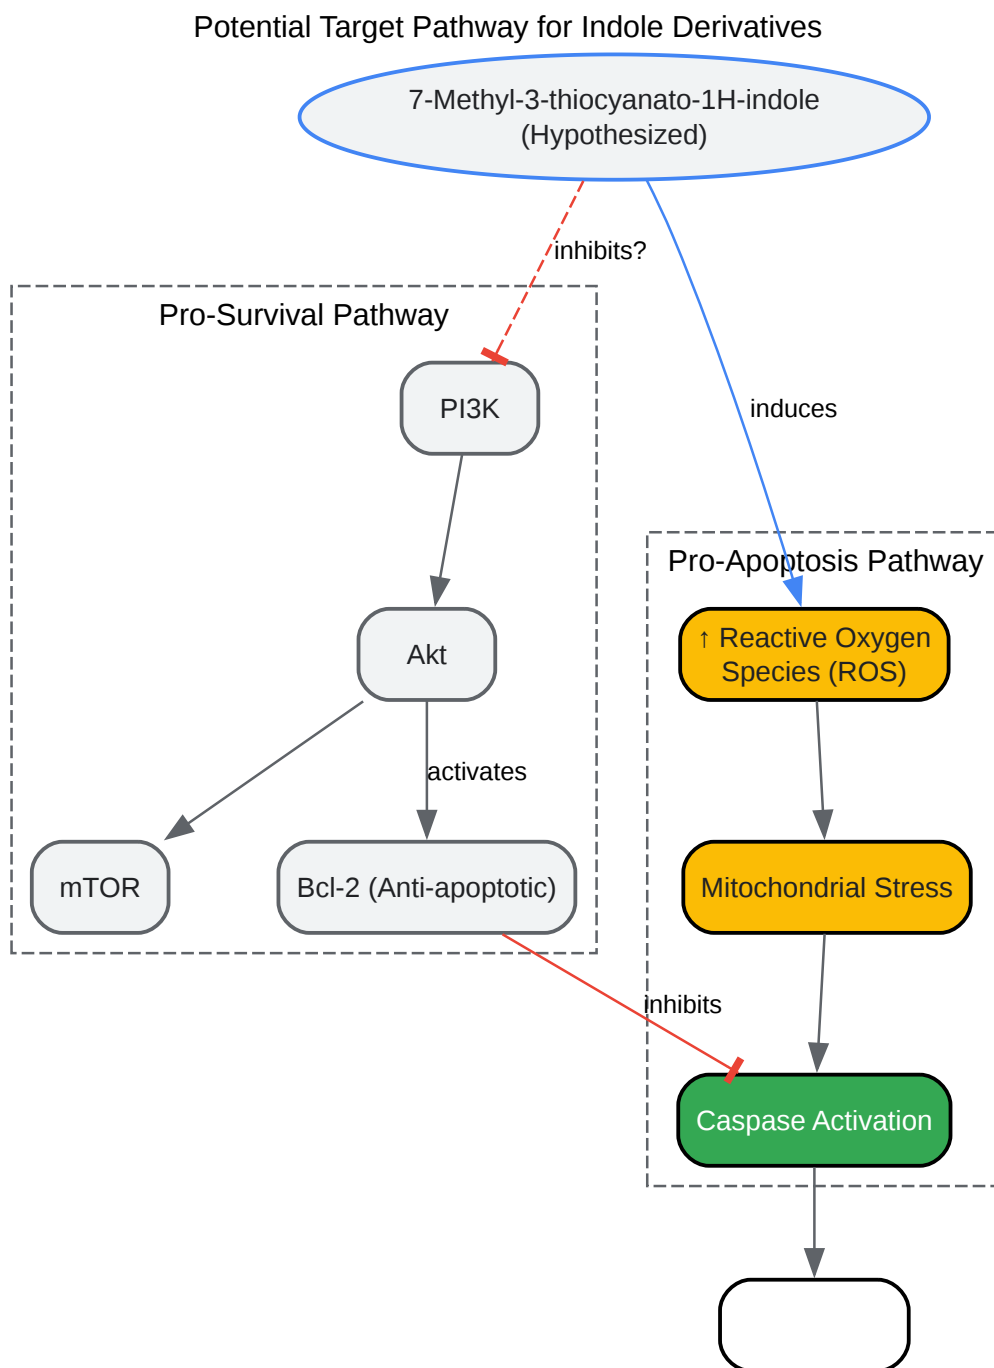 Potential Target Pathway for Indole Derivatives
7-Methyl-3-thiocyanato-1H-indole
(Hypothesized)
inhibits?
Pro-Survival Pathway
PI3K
induces
Pro-Apoptosis Pathway
Akt
↑ Reactive Oxygen
Species (ROS)
activates
mTOR
Bcl-2 (Anti-apoptotic)
Mitochondrial Stress
inhibits
Caspase Activation